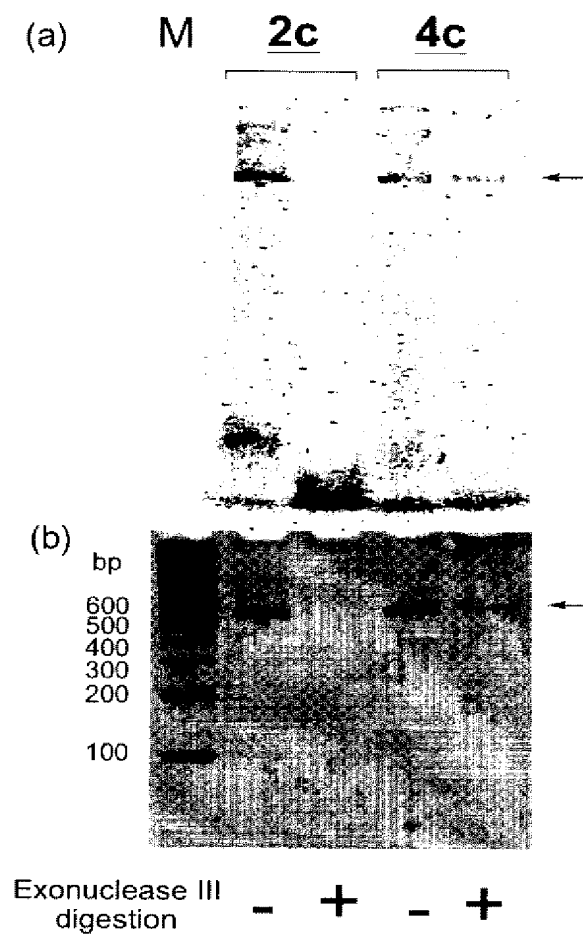 (a) M 2c 4c
(b)
bp
600
500
400
300
200
100
Exonuclease III
digestion - + - +